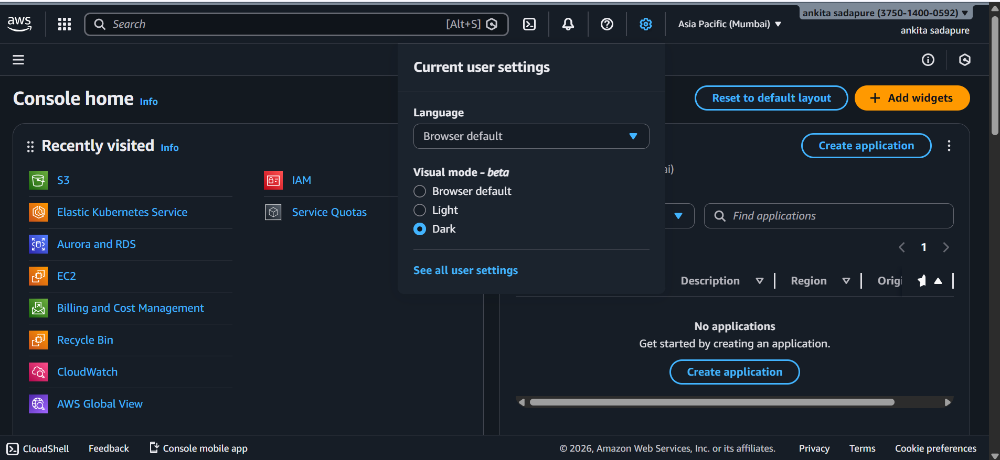 aws
Search
[Alt+S]
Asia Pacific (Mumbai)
ankita sadapure (3750-1400-0592)
ankita sadapure
Current user settings
Console home Info
Reset to default layout
+ Add widgets
Language
Browser default
Recently visited Info
Create application
Visual mode - beta
ai)
S3
IAM
Browser default
Light
Dark
Elastic Kubernetes Service
Service Quotas
Find applications
Aurora and RDS
1
See all user settings
EC2
Description
Region
Origi
Billing and Cost Management
No applications
Get started by creating an application.
Create application
Recycle Bin
CloudWatch
AWS Global View
CloudShell
Feedback
Console mobile app
© 2026, Amazon Web Services, Inc. or its affiliates.
Privacy
Terms
Cookie preferences